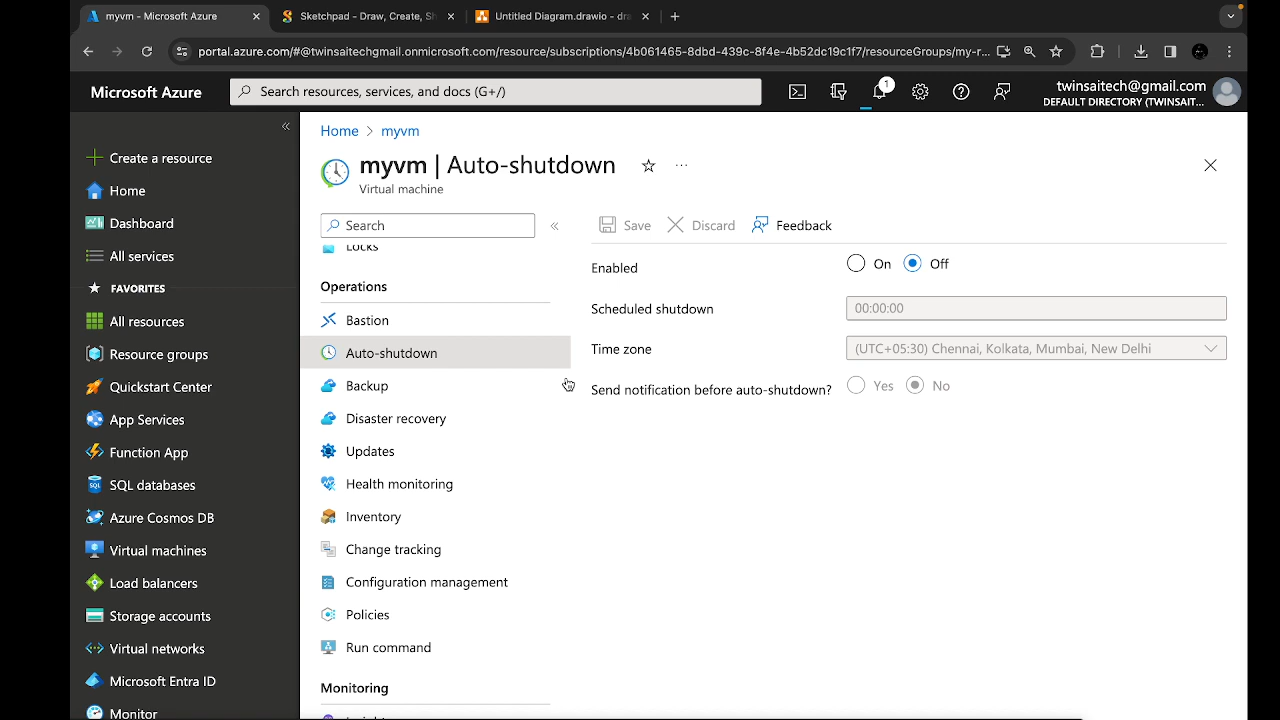 myvm - Microsoft Azure
Sketchpad - Draw, Create, Sh
Untitled Diagram.drawio - dra
portal.azure.com/#@twinsaitechgmail.onmicrosoft.com/resource/subscriptions/4b061465-8dbd-439c-8f4e-4b52dc19c1f7/resourceGroups/my-r...
Microsoft Azure
Search resources, services, and docs (G+/)
1
twinsaitech@gmail.com
DEFAULT DIRECTORY (TWINSAIT...
Create a resource
Home
Dashboard
All services
FAVORITES
All resources
Resource groups
Quickstart Center
App Services
Function App
SQL databases
Azure Cosmos DB
Virtual machines
Load balancers
Storage accounts
Virtual networks
Microsoft Entra ID
Monitor
Home > myvm
myvm | Auto-shutdown
Virtual machine
Search
Locks
Operations
Bastion
Auto-shutdown
Backup
Disaster recovery
Updates
Health monitoring
Inventory
Change tracking
Configuration management
Policies
Run command
Monitoring
Save
Discard
Feedback
Enabled
On
Off
Scheduled shutdown
00:00:00
Time zone
(UTC+05:30) Chennai, Kolkata, Mumbai, New Delhi
Send notification before auto-shutdown?
Yes
No